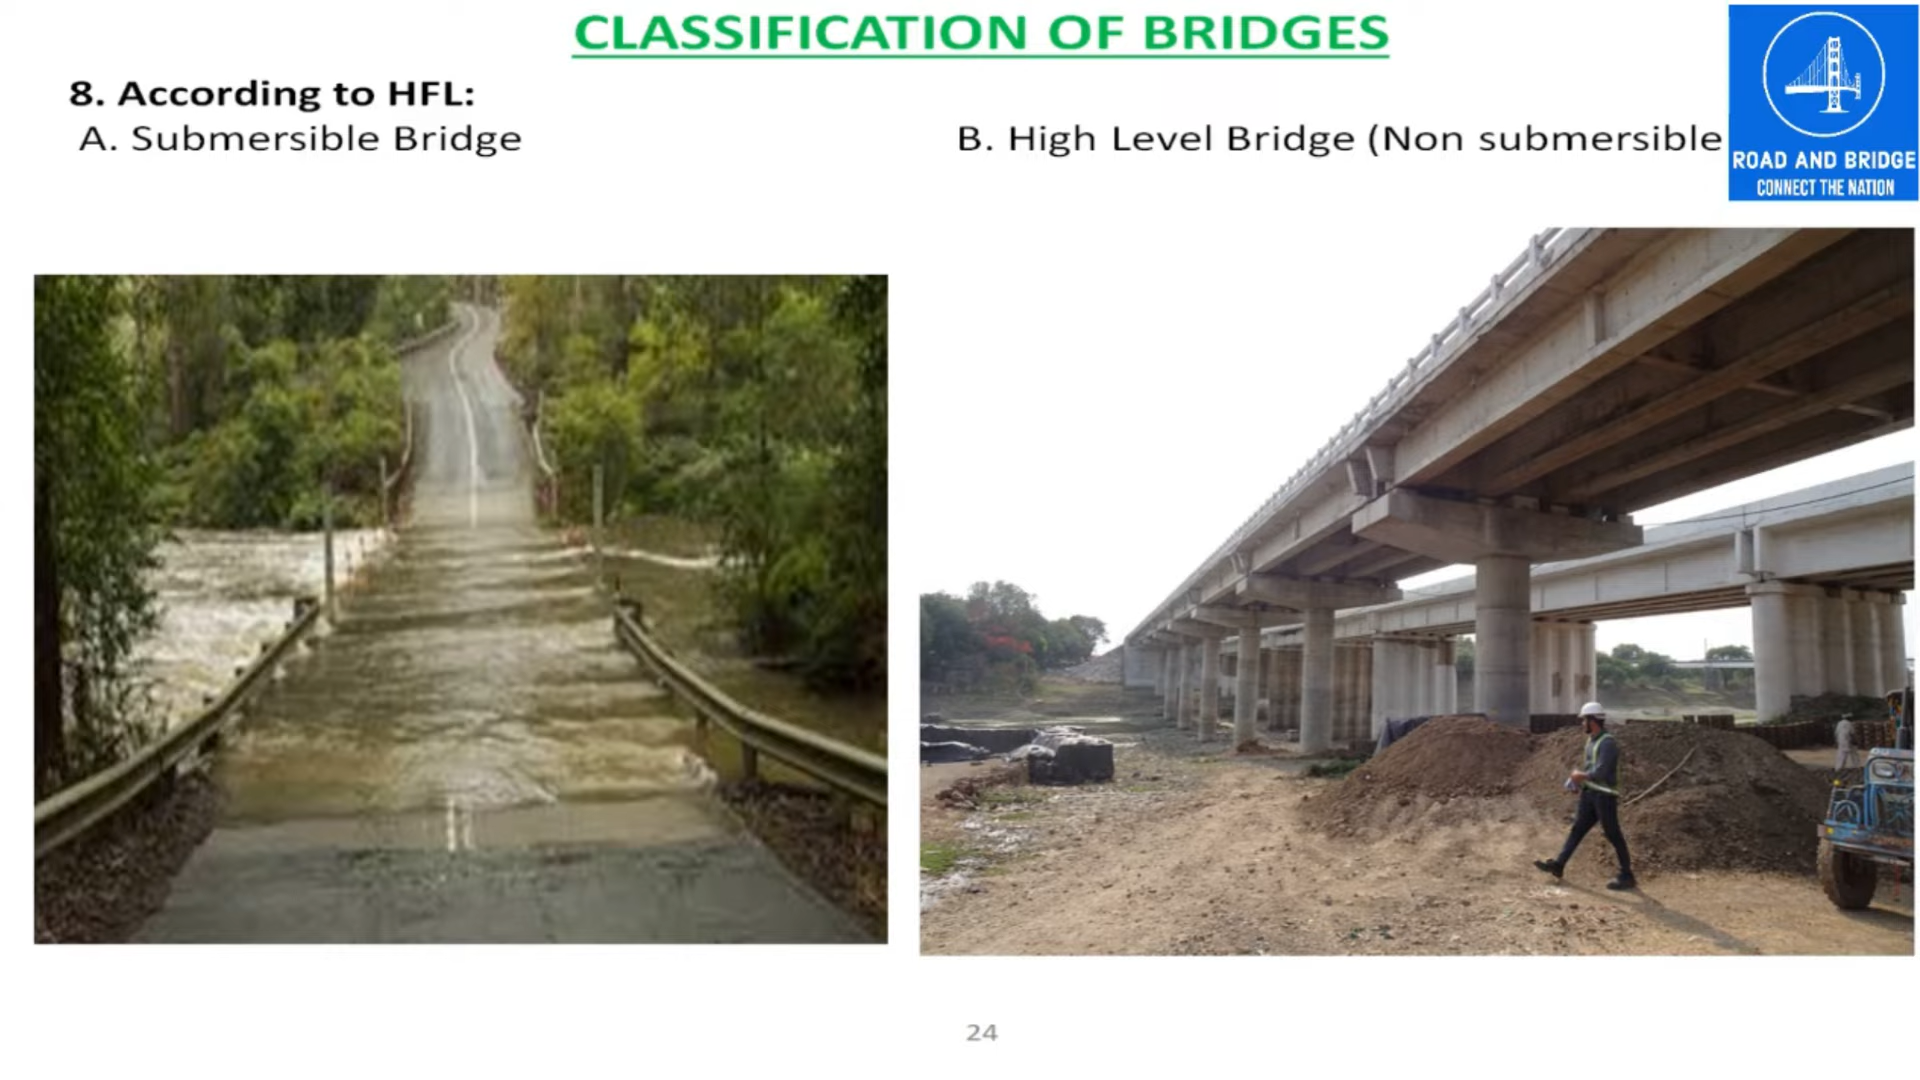 CLASSIFICATION OF BRIDGES
8. According to HFL:
A. Submersible Bridge
B. High Level Bridge (Non submersible
ROAD AND BRIDGE
CONNECT THE NATION
24